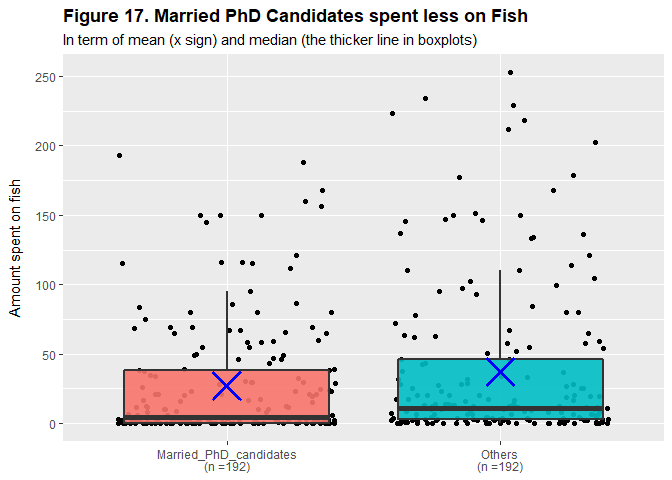 Figure 17. Married PhD Candidates spent less on Fish
In term of mean (x sign) and median (the thicker line in boxplots)
Amount spent on fish
250
200
150
100
50
0
Married_PhD_candidates
(n =192)
Others
(n =192)